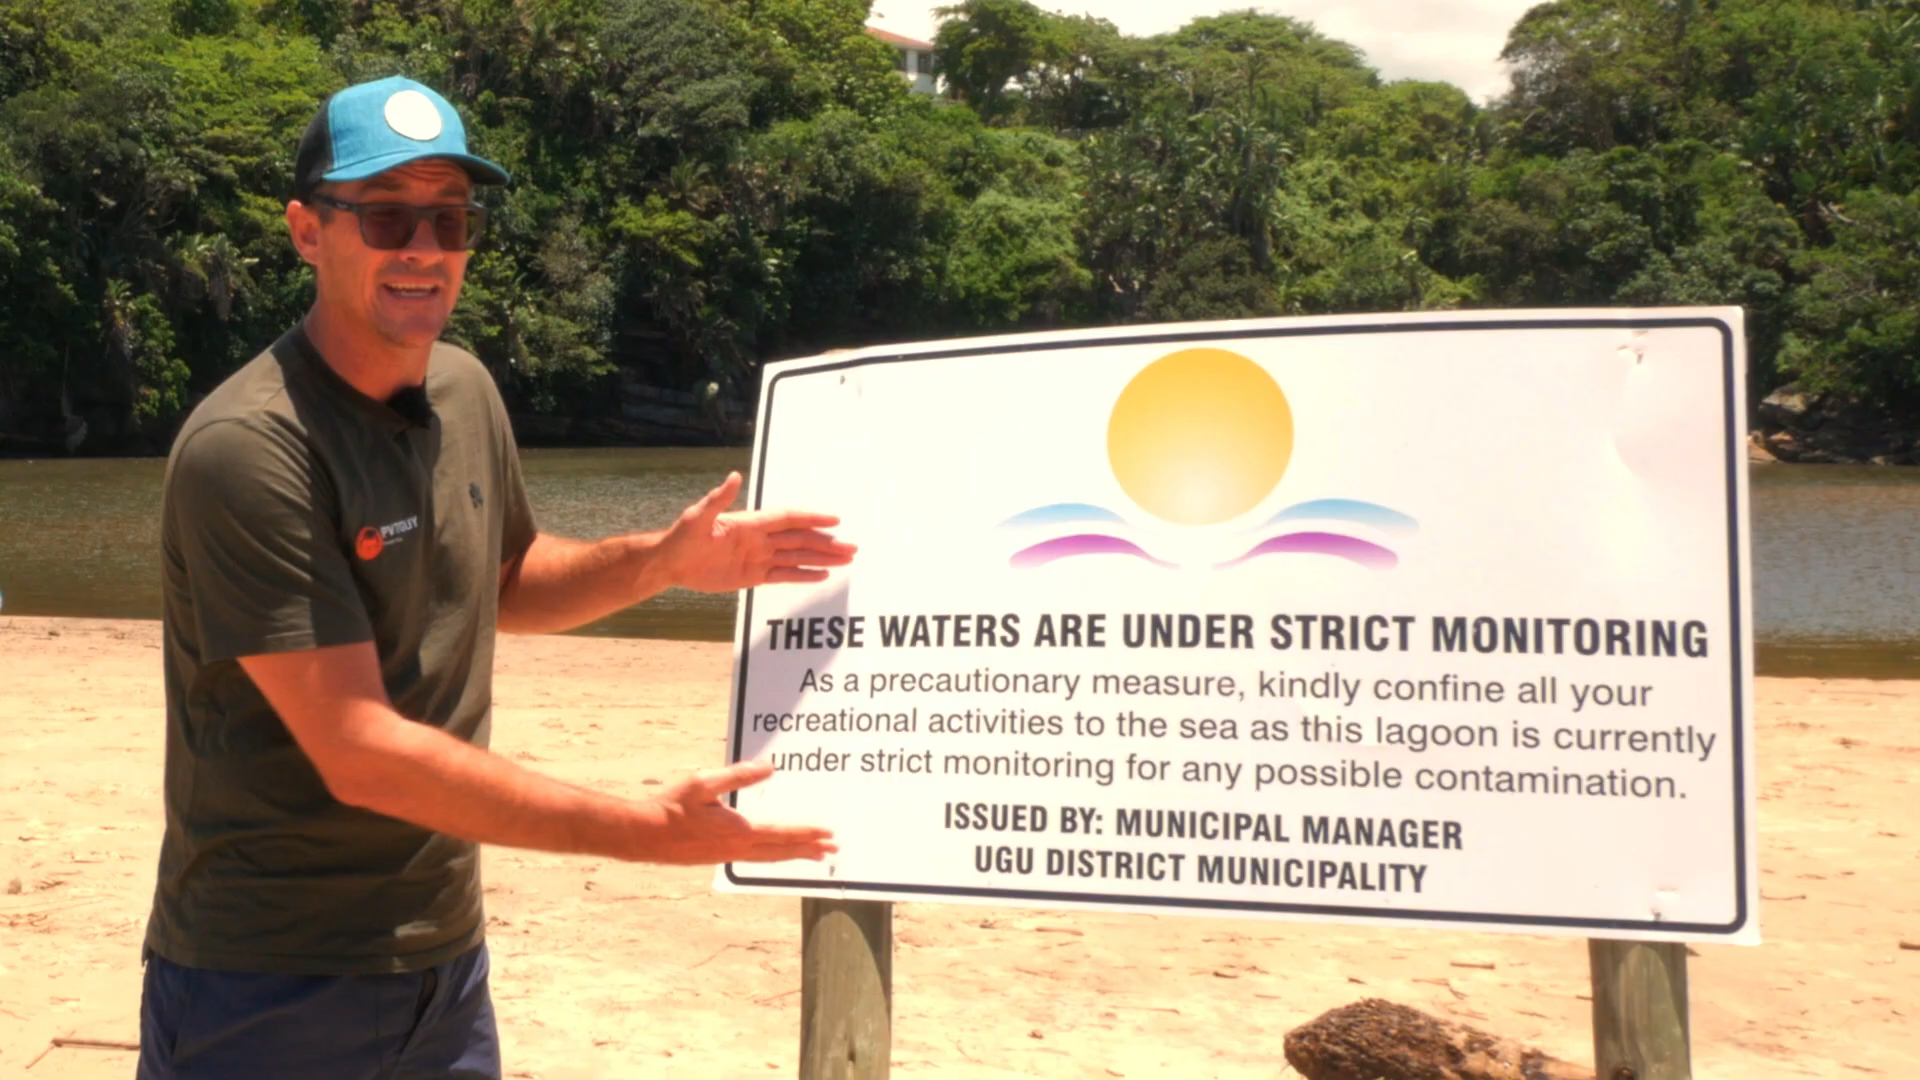 THESE WATERS ARE UNDER STRICT MONITORING
As a precautionary measure, kindly confine all your
recreational activities to the sea as this lagoon is currently
under strict monitoring for any possible contamination.
ISSUED BY: MUNICIPAL MANAGER
UGU DISTRICT MUNICIPALITY